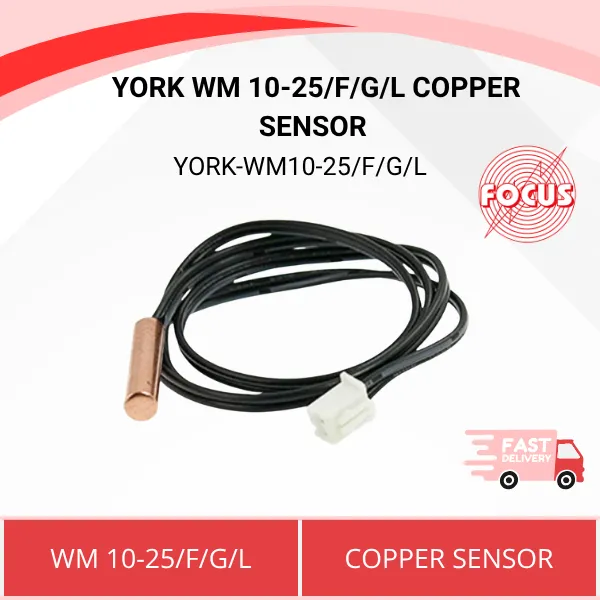 YORK WM 10-25/F/G/L COPPER
SENSOR
YORK-WM10-25/F/G/L
FOCUS
FAST
DELIVERY
WM 10-25/F/G/L
COPPER SENSOR